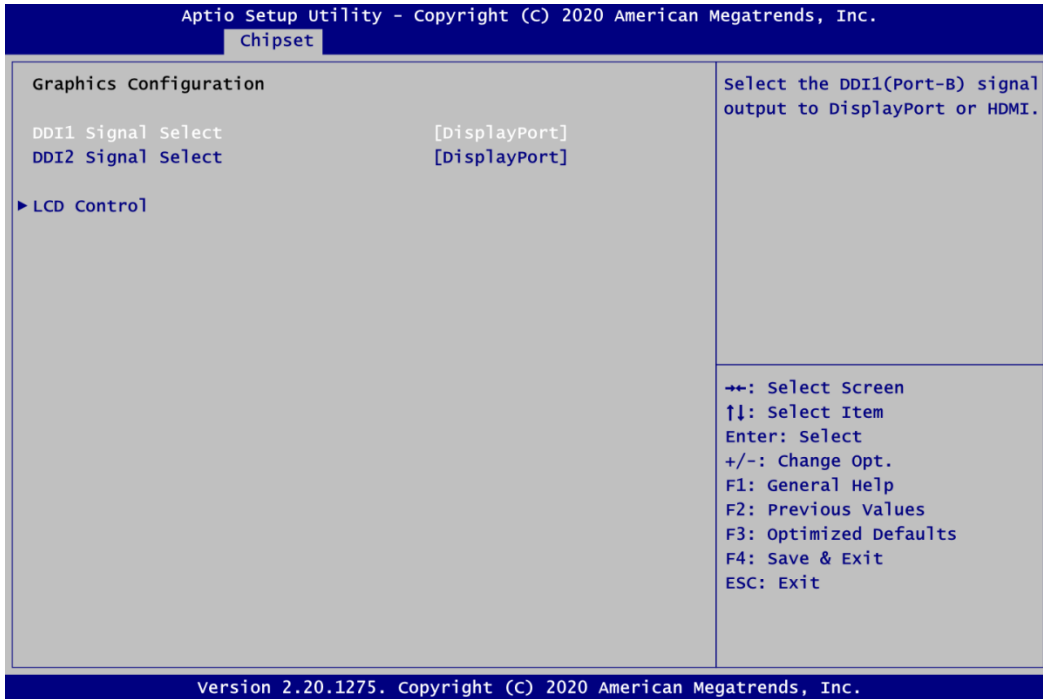 Aptio Setup Utility - Copyright (C) 2020 American Megatrends, Inc.
Chipset
Graphics Configuration
DDI1 Signal Select [DisplayPort]
DDI2 Signal Select [DisplayPort]
►LCD Control
Select the DDI1(Port-B) signal
output to DisplayPort or HDMI.
→←: Select Screen
↑↓: Select Item
Enter: Select
+/-: Change Opt.
F1: General Help
F2: Previous Values
F3: Optimized Defaults
F4: Save & Exit
ESC: Exit
Version 2.20.1275. Copyright (C) 2020 American Megatrends, Inc.